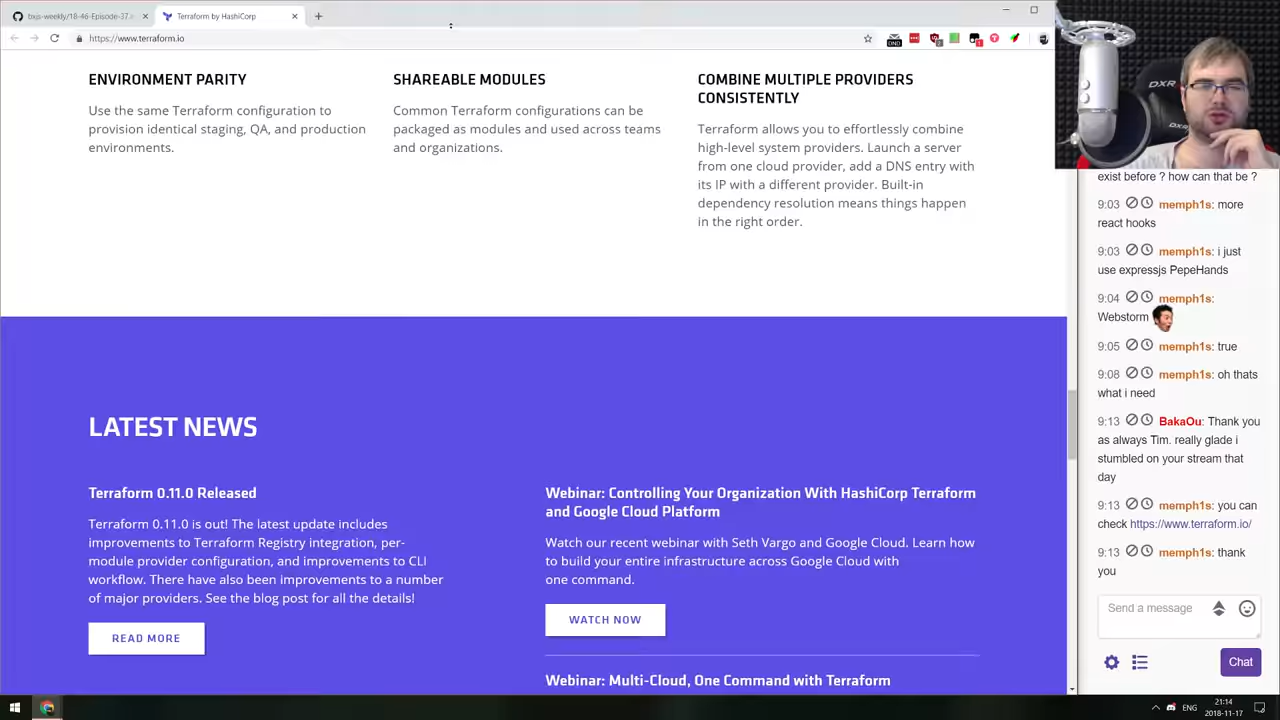 bxjs-weekly/18-46-Episode-37.
Terraform by HashiCorp
https://www.terraform.io
DND
ENVIRONMENT PARITY
Use the same Terraform configuration to
provision identical staging, QA, and production
environments.
SHAREABLE MODULES
Common Terraform configurations can be
packaged as modules and used across teams
and organizations.
COMBINE MULTIPLE PROVIDERS
CONSISTENTLY
Terraform allows you to effortlessly combine
high-level system providers. Launch a server
from one cloud provider, add a DNS entry with
its IP with a different provider. Built-in
dependency resolution means things happen
in the right order.
LATEST NEWS
Terraform 0.11.0 Released
Terraform 0.11.0 is out! The latest update includes
improvements to Terraform Registry integration, per-
module provider configuration, and improvements to CLI
workflow. There have also been improvements to a number
of major providers. See the blog post for all the details!
READ MORE
Webinar: Controlling Your Organization With HashiCorp Terraform
and Google Cloud Platform
Watch our recent webinar with Seth Vargo and Google Cloud. Learn how
to build your entire infrastructure across Google Cloud with
one command.
WATCH NOW
Webinar: Multi-Cloud, One Command with Terraform
DXR
DXR
exist before ? how can that be ?
9:03 memph1s: more
react hooks
9:03 memph1s: i just
use expressjs PepeHands
9:04 memph1s:
Webstorm
9:05 memph1s: true
9:08 memph1s: oh thats
what i need
9:13 BakaOu: Thank you
as always Tim. really glade i
stumbled on your stream that
day
9:13 memph1s: you can
check https://www.terraform.io/
9:13 memph1s: thank
you
Send a message
Chat
ENG
21:14
2018-11-17